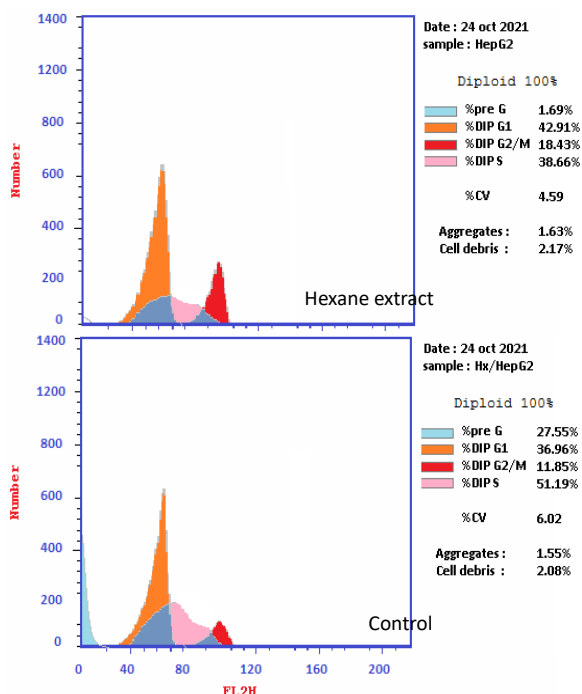 1400
1200
1000
800
600
400
200
0
Number
Hexane extract
Date : 24 oct 2021
sample : HepG2
Diploid 100%
%pre G 1.69%
%DIP G1 42.91%
%DIP G2/M 18.43%
%DIP S 38.66%
%CV 4.59
Aggregates : 1.63%
Cell debris : 2.17%
1400
1200
1000
800
600
400
200
0
Number
Control
0 40 80 120 160 200
FL2H
Date : 24 oct 2021
sample : Hx/HepG2
Diploid 100%
%pre G 27.55%
%DIP G1 36.96%
%DIP G2/M 11.85%
%DIP S 51.19%
%CV 6.02
Aggregates : 1.55%
Cell debris : 2.08%